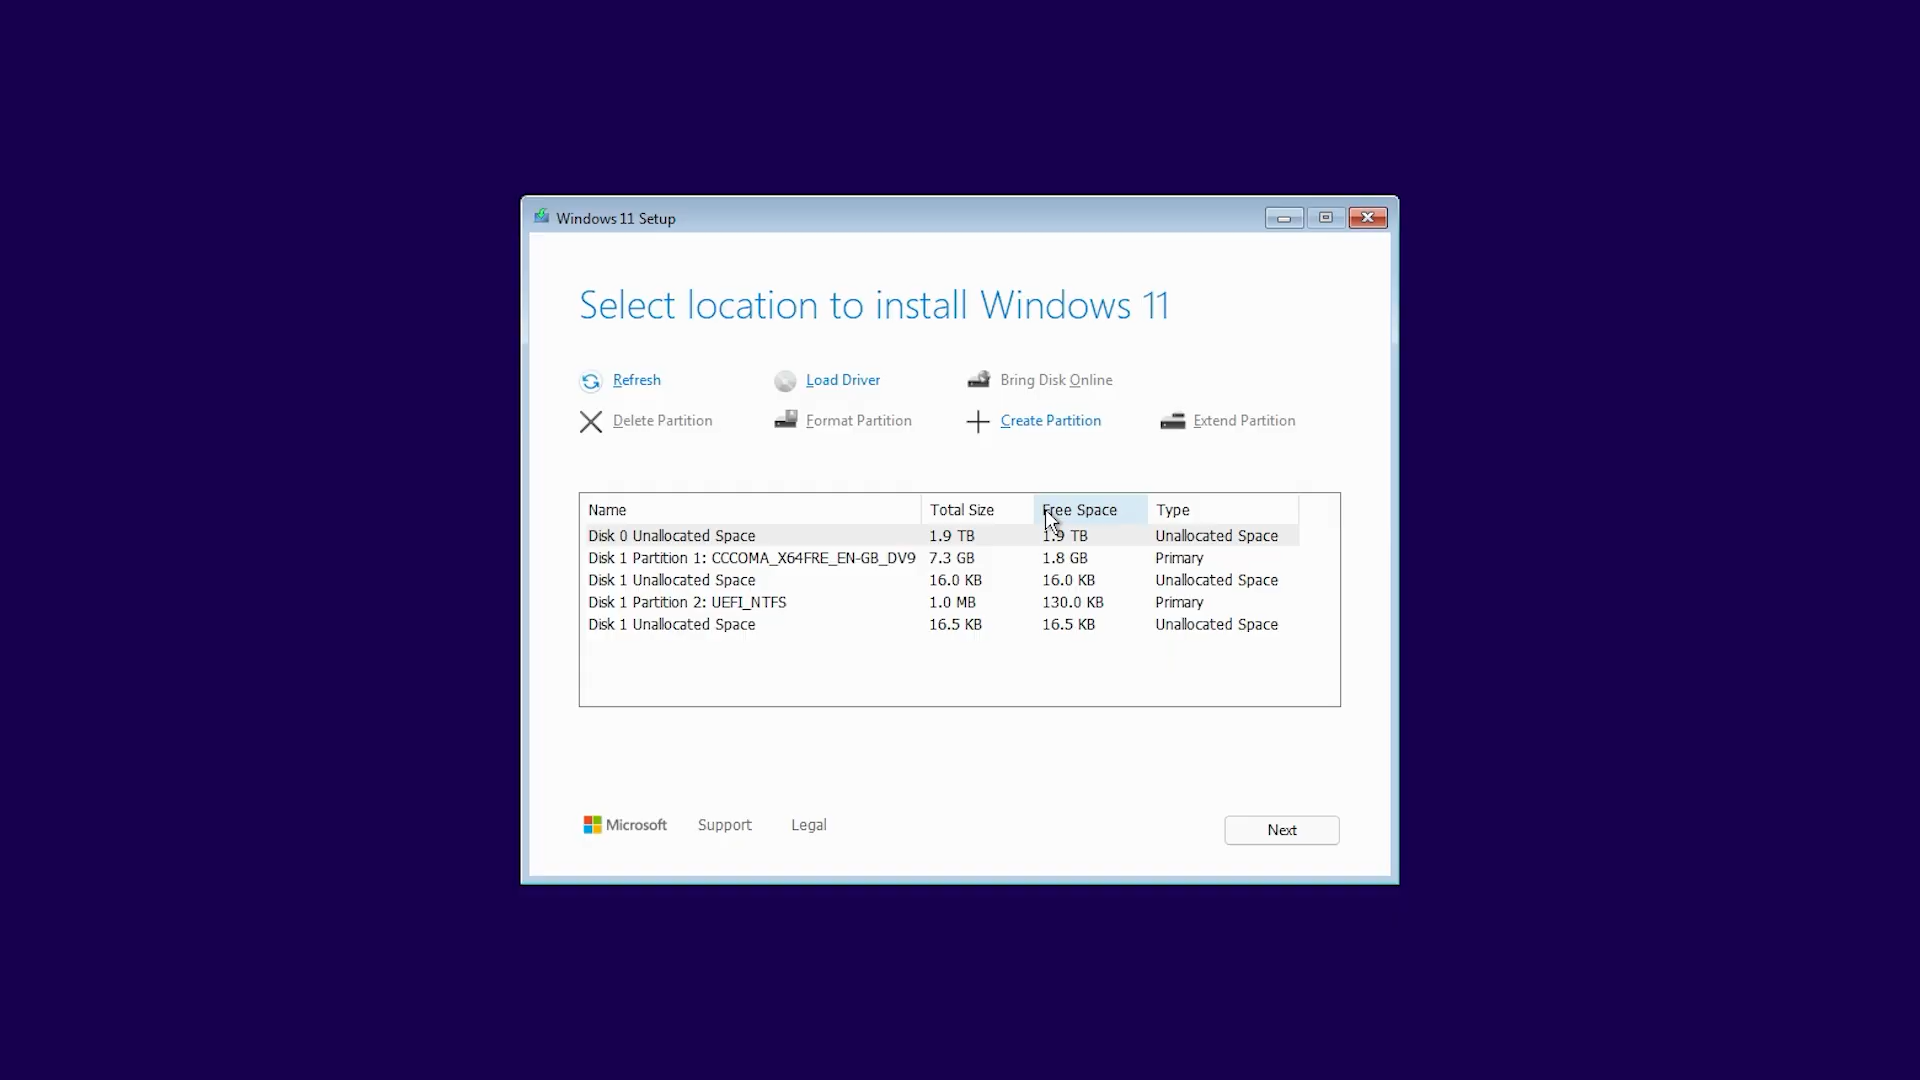 Windows 11 Setup
Select location to install Windows 11
Refresh Load Driver Bring Disk Online
Delete Partition Format Partition Create Partition Extend Partition
Name Total Size Free Space Type
Disk 0 Unallocated Space 1.9 TB 1.9 TB Unallocated Space
Disk 1 Partition 1: CCCOMA_X64FRE_EN-GB_DV9 7.3 GB 1.8 GB Primary
Disk 1 Unallocated Space 16.0 KB 16.0 KB Unallocated Space
Disk 1 Partition 2: UEFI_NTFS 1.0 MB 130.0 KB Primary
Disk 1 Unallocated Space 16.5 KB 16.5 KB Unallocated Space
Microsoft Support Legal Next